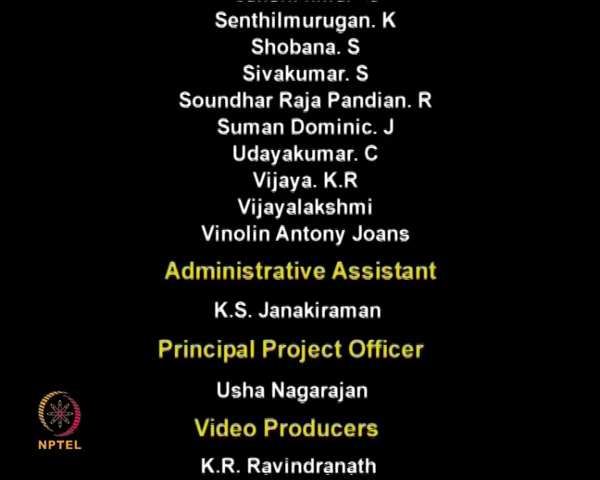 Senthilmurugan. K
Shobana. S
Sivakumar. S
Soundhar Raja Pandian. R
Suman Dominic. J
Udayakumar. C
Vijaya. K.R
Vijayalakshmi
Vinolin Antony Joans
Administrative Assistant
K.S. Janakiraman
Principal Project Officer
Usha Nagarajan
Video Producers
K.R. Ravindranath
NPTEL